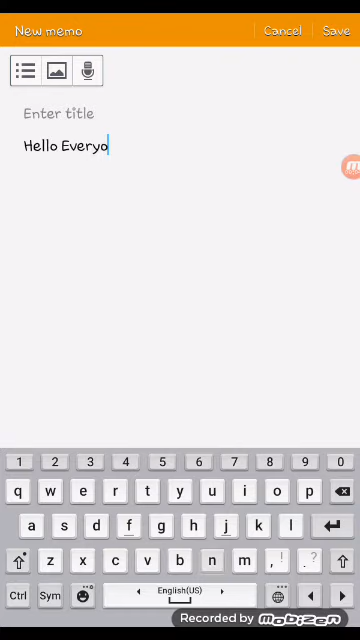 New memo Cancel Save
Enter title
Hello Everyo
1 2 3 4 5 6 7 8 9 0
q w e r t y u i o p
a s d f g h j k l
z x c v b n m , ! . ?
Ctrl Sym English(US)
Recorded by mobizen